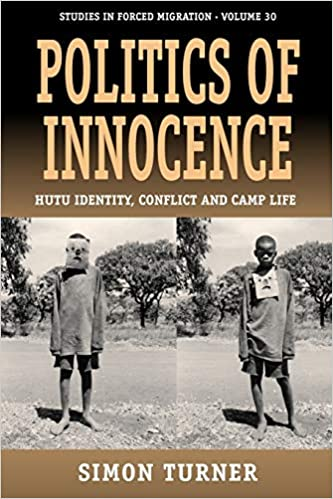 STUDIES IN FORCED MIGRATION • VOLUME 30
POLITICS OF
INNOCENCE
HUTU IDENTITY, CONFLICT AND CAMP LIFE
SIMON TURNER